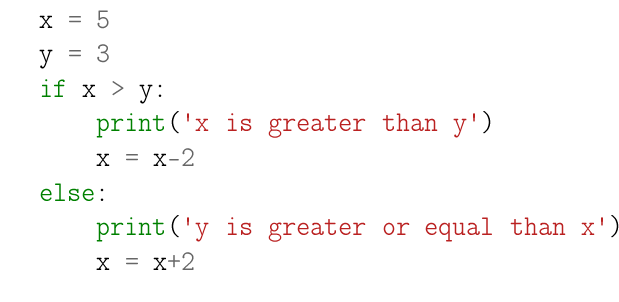 x = 5
y = 3
if x > y:
    print('x is greater than y')
    x = x-2
else:
    print('y is greater or equal than x')
    x = x+2